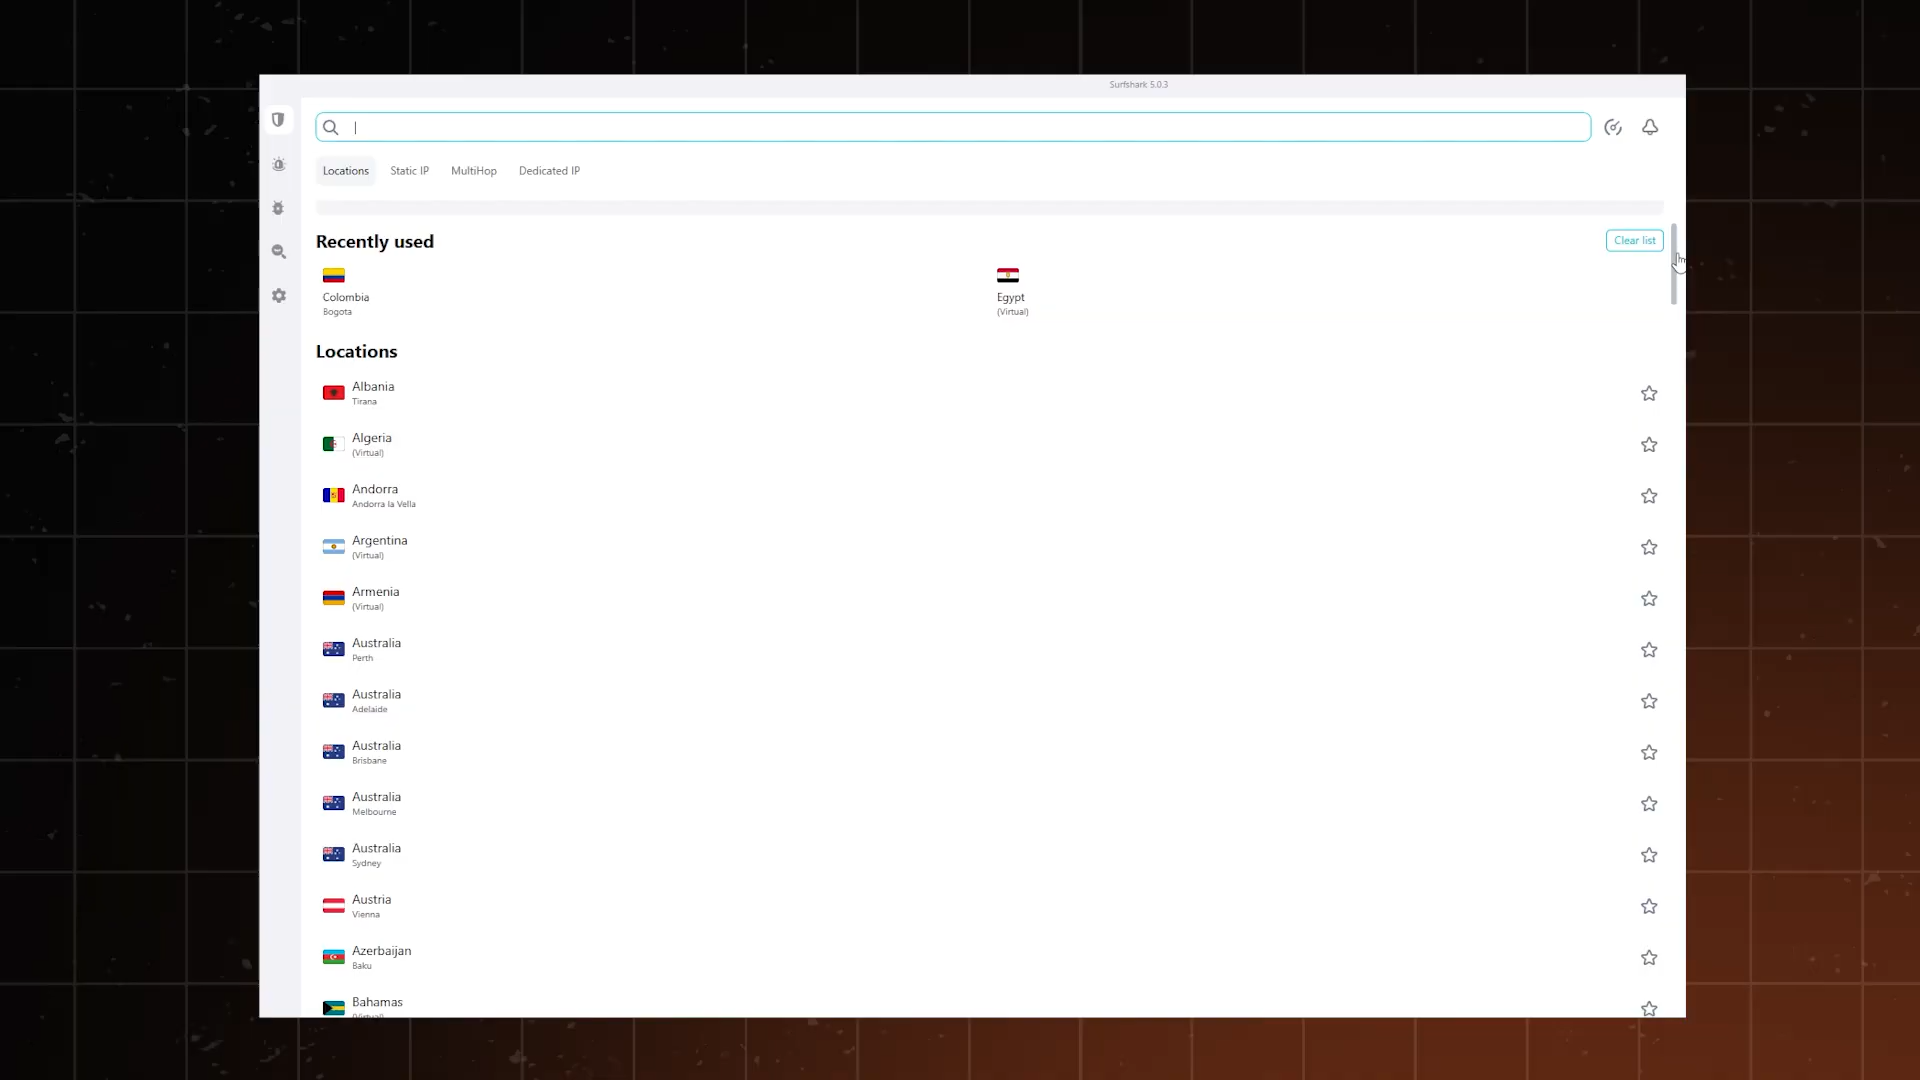 Surfshark 5.0.3
Locations Static IP MultiHop Dedicated IP
Recently used
Clear list
Colombia
Bogota
Egypt
(Virtual)
Locations
Albania
Tirana
Algeria
(Virtual)
Andorra
Andorra la Vella
Argentina
(Virtual)
Armenia
(Virtual)
Australia
Perth
Australia
Adelaide
Australia
Brisbane
Australia
Melbourne
Australia
Sydney
Austria
Vienna
Azerbaijan
Baku
Bahamas
(Virtual)